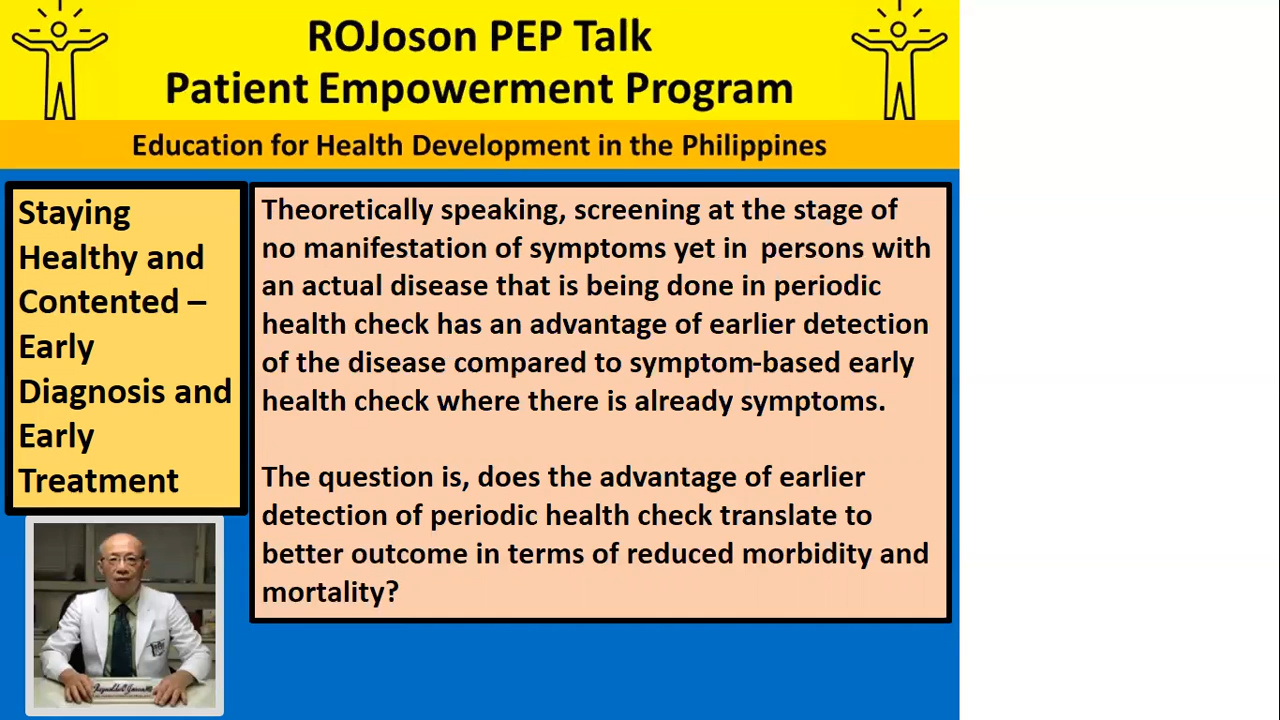 ROJoson PEP Talk
Patient Empowerment Program
Education for Health Development in the Philippines
Staying
Healthy and
Contented –
Early
Diagnosis and
Early
Treatment
Theoretically speaking, screening at the stage of
no manifestation of symptoms yet in  persons with
an actual disease that is being done in periodic
health check has an advantage of earlier detection
of the disease compared to symptom-based early
health check where there is already symptoms.
The question is, does the advantage of earlier
detection of periodic health check translate to
better outcome in terms of reduced morbidity and
mortality?